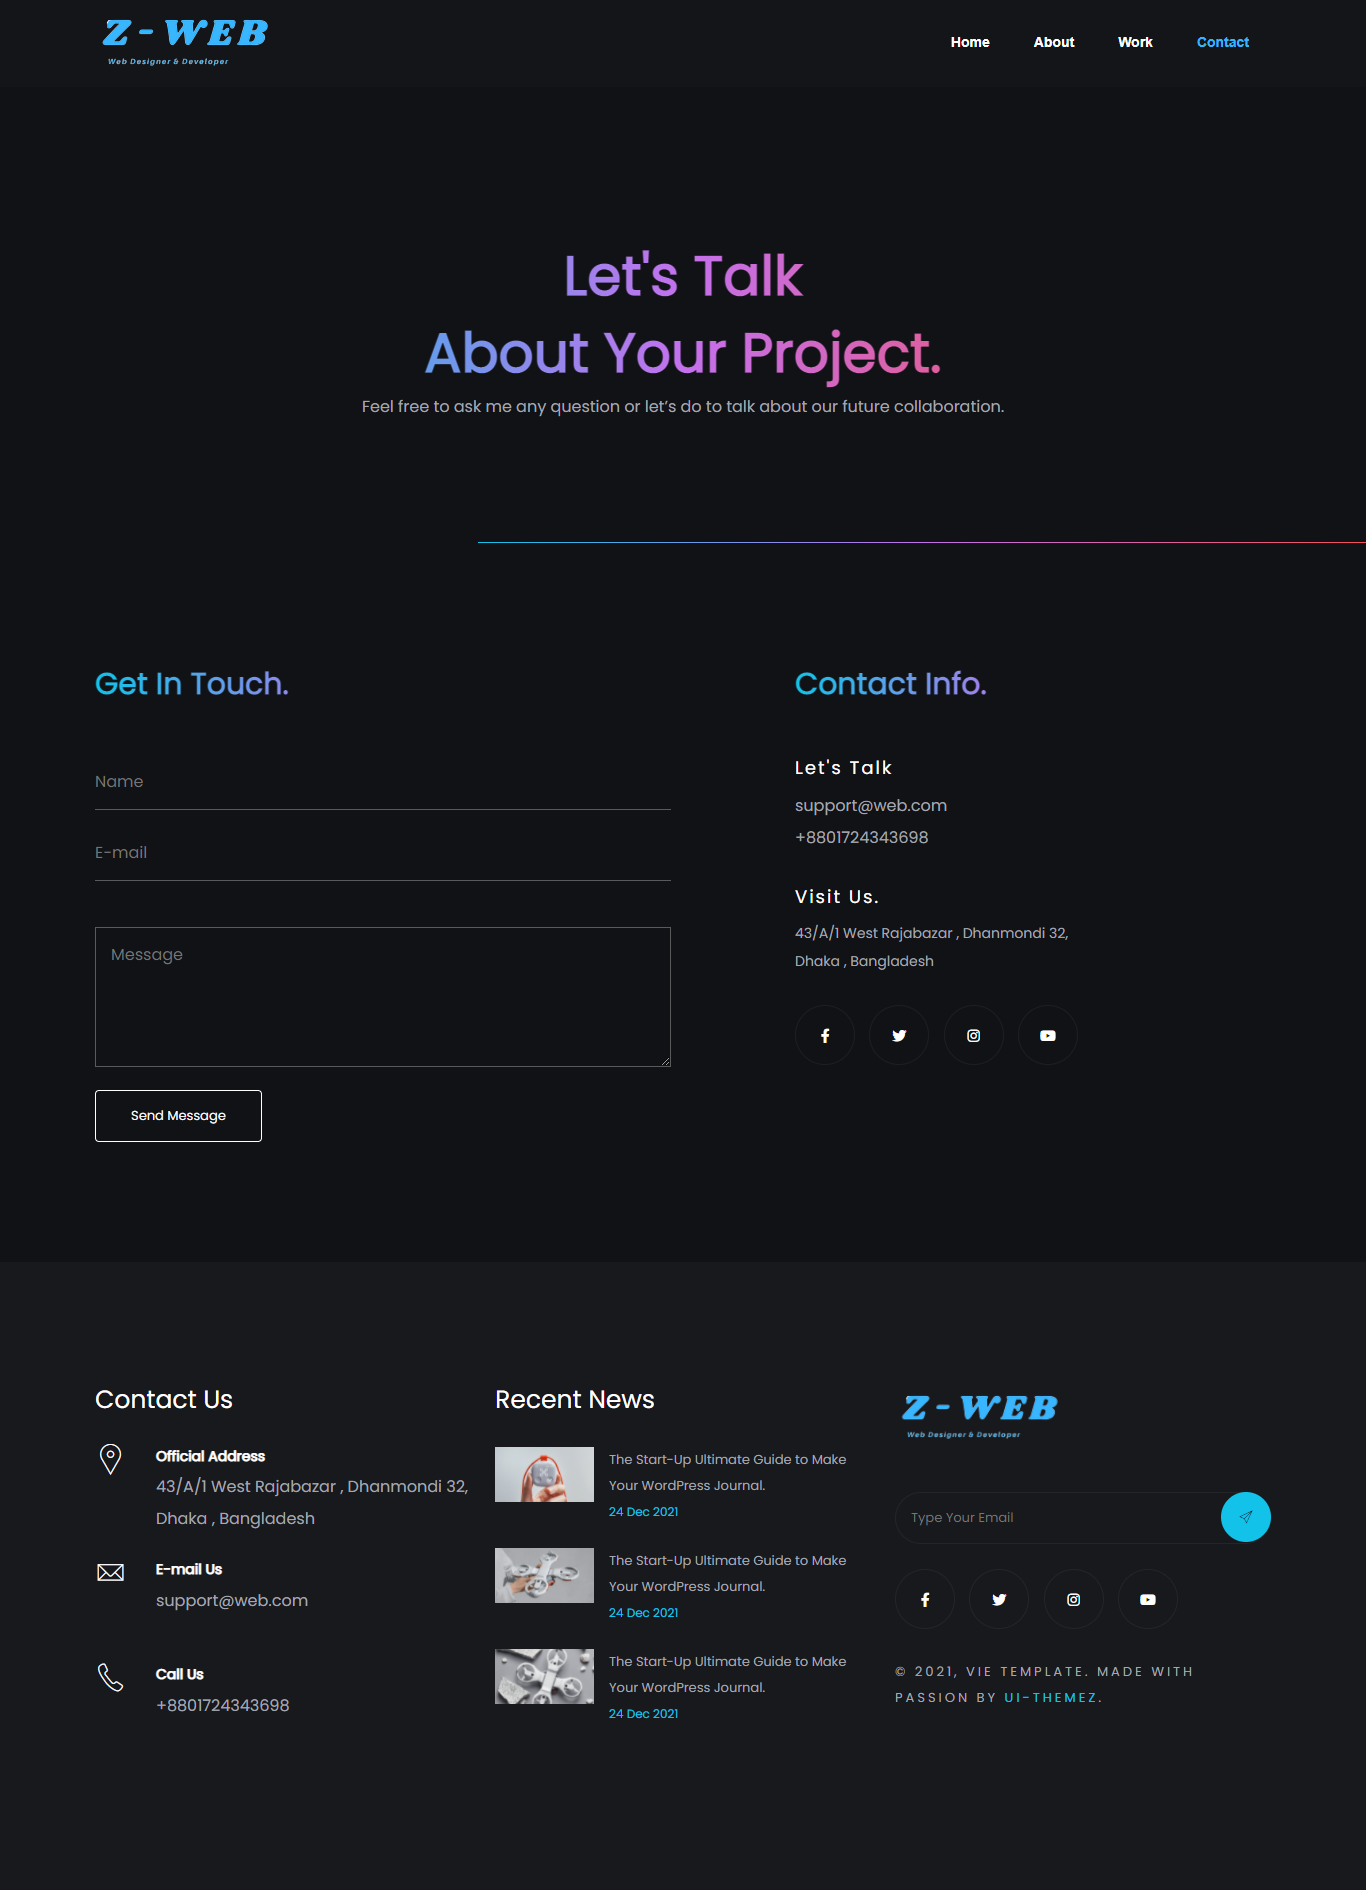 Z - WEB
Web Designer & Developer
Home
About
Work
Contact
Let's Talk
About Your Project.
Feel free to ask me any question or let’s do to talk about our future collaboration.
Get In Touch.
Name
E-mail
Message
Send Message
Contact Info.
Let's Talk
support@web.com
+8801724343698
Visit Us.
43/A/1 West Rajabazar , Dhanmondi 32,
Dhaka , Bangladesh
Contact Us
Official Address
43/A/1 West Rajabazar , Dhanmondi 32,
Dhaka , Bangladesh
E-mail Us
support@web.com
Call Us
+8801724343698
Recent News
The Start-Up Ultimate Guide to Make
Your WordPress Journal.
24 Dec 2021
The Start-Up Ultimate Guide to Make
Your WordPress Journal.
24 Dec 2021
The Start-Up Ultimate Guide to Make
Your WordPress Journal.
24 Dec 2021
Z - WEB
Web Designer & Developer
Type Your Email
© 2021, VIE TEMPLATE. MADE WITH
PASSION BY UI-THEMEZ.